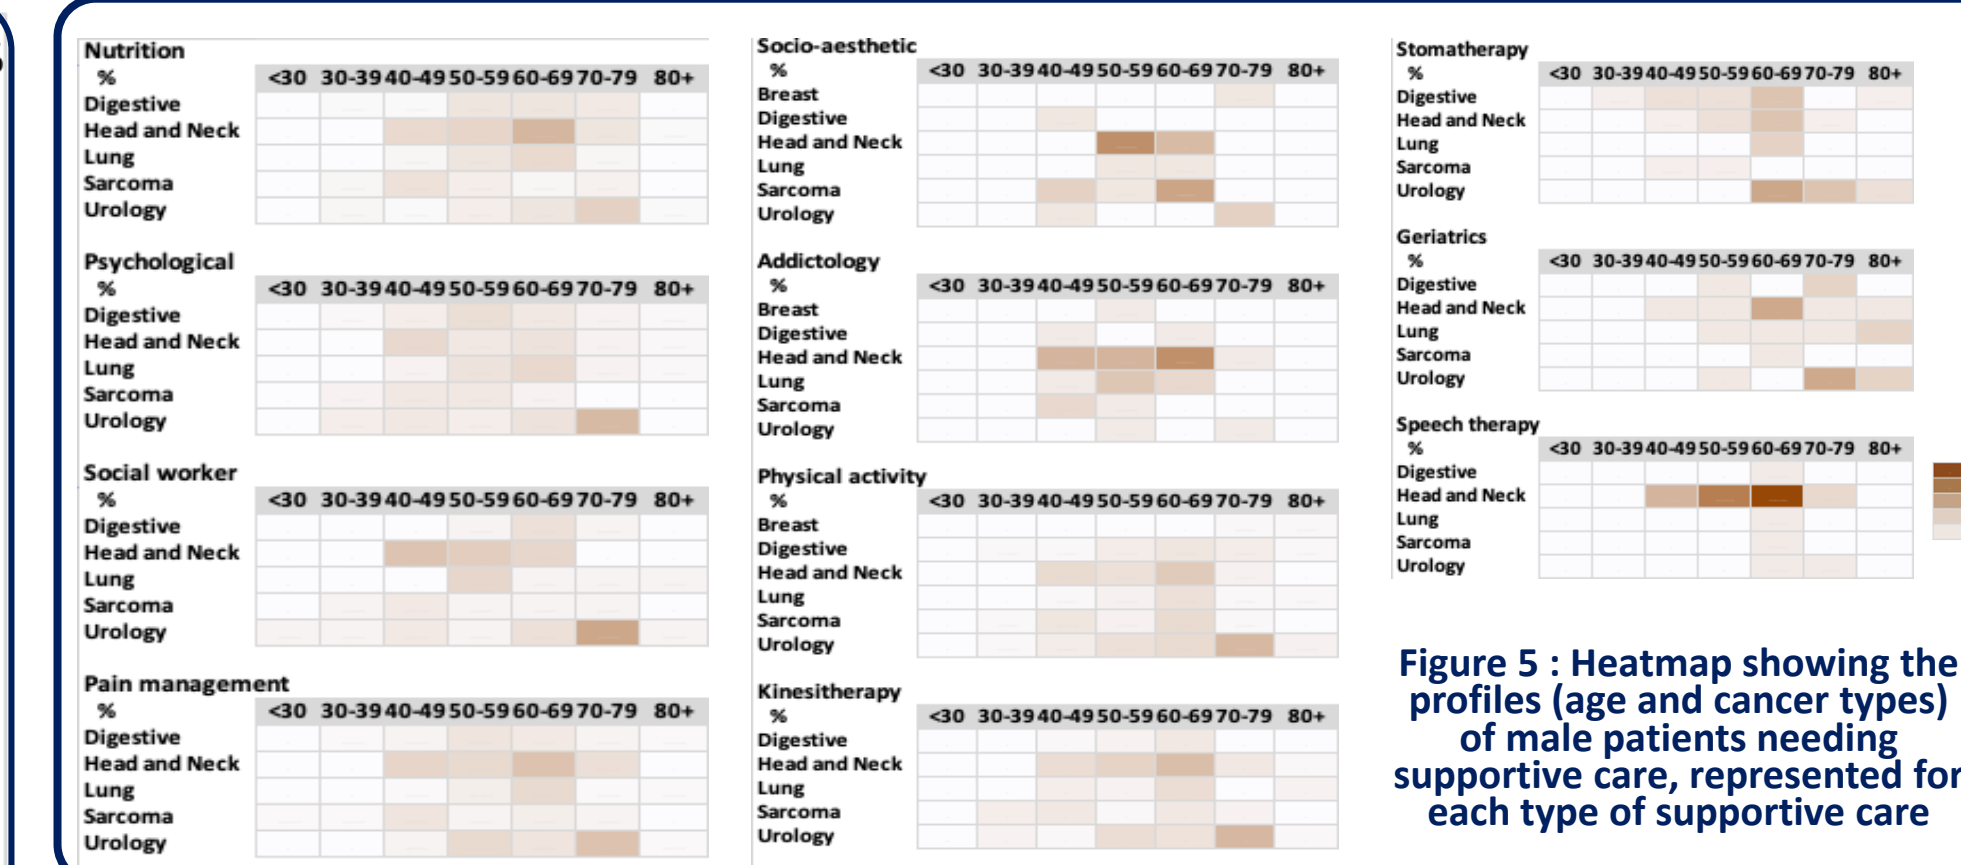 Nutrition
% <30 30-39 40-49 50-59 60-69 70-79 80+
Digestive
Head and Neck
Lung
Sarcoma
Urology
Psychological
% <30 30-39 40-49 50-59 60-69 70-79 80+
Digestive
Head and Neck
Lung
Sarcoma
Urology
Social worker
% <30 30-39 40-49 50-59 60-69 70-79 80+
Digestive
Head and Neck
Lung
Sarcoma
Urology
Pain management
% <30 30-39 40-49 50-59 60-69 70-79 80+
Digestive
Head and Neck
Lung
Sarcoma
Urology
Socio-aesthetic
% <30 30-39 40-49 50-59 60-69 70-79 80+
Breast
Digestive
Head and Neck
Lung
Sarcoma
Urology
Addictology
% <30 30-39 40-49 50-59 60-69 70-79 80+
Breast
Digestive
Head and Neck
Lung
Sarcoma
Urology
Physical activity
% <30 30-39 40-49 50-59 60-69 70-79 80+
Breast
Digestive
Head and Neck
Lung
Sarcoma
Urology
Kinesitherapy
% <30 30-39 40-49 50-59 60-69 70-79 80+
Digestive
Head and Neck
Lung
Sarcoma
Urology
Stomatherapy
% <30 30-39 40-49 50-59 60-69 70-79 80+
Digestive
Head and Neck
Lung
Sarcoma
Urology
Geriatrics
% <30 30-39 40-49 50-59 60-69 70-79 80+
Digestive
Head and Neck
Lung
Sarcoma
Urology
Speech therapy
% <30 30-39 40-49 50-59 60-69 70-79 80+
Digestive
Head and Neck
Lung
Sarcoma
Urology
Figure 5 : Heatmap showing the
profiles (age and cancer types)
of male patients needing
supportive care, represented for
each type of supportive care